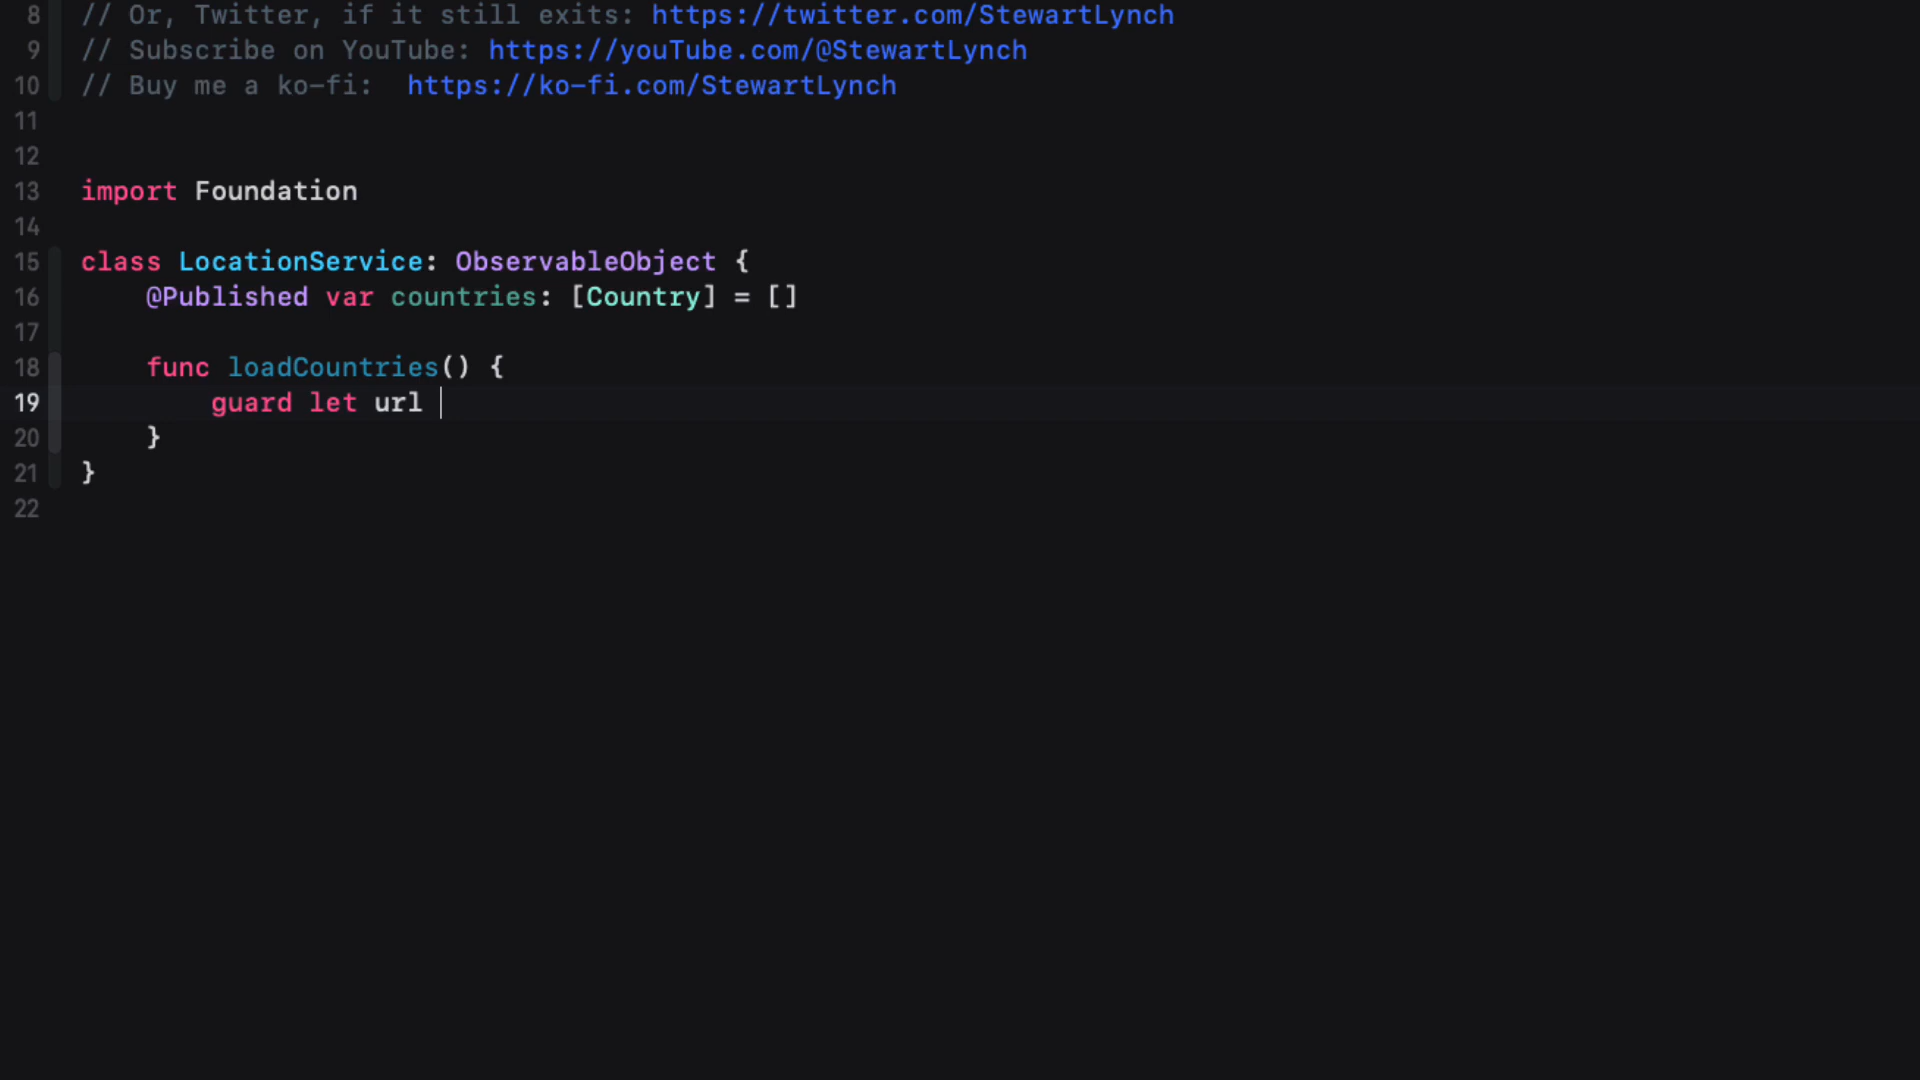 8 // Or, Twitter, if it still exits: https://twitter.com/StewartLynch
9 // Subscribe on YouTube: https://youTube.com/@StewartLynch
10 // Buy me a ko-fi:  https://ko-fi.com/StewartLynch
11
12
13 import Foundation
14
15 class LocationService: ObservableObject {
16     @Published var countries: [Country] = []
17
18     func loadCountries() {
19         guard let url
20     }
21 }
22